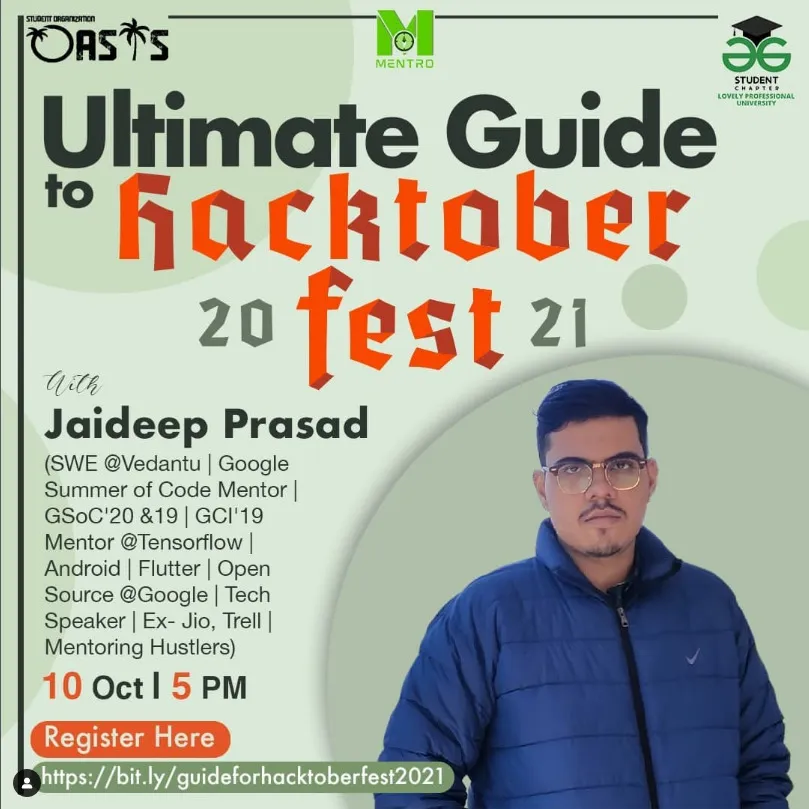 STUDENT ORGANIZATION
OASIS
MENTRO
STUDENT
CHAPTER
LOVELY PROFESSIONAL
UNIVERSITY
Ultimate Guide
to hacktober
20 fest 21
With
Jaideep Prasad
(SWE @Vedantu | Google
Summer of Code Mentor |
GSoC'20 &19 | GCI'19
Mentor @Tensorflow |
Android | Flutter | Open
Source @Google | Tech
Speaker | Ex- Jio, Trell |
Mentoring Hustlers)
10 Oct | 5 PM
Register Here
https://bit.ly/guideforhacktoberfest2021